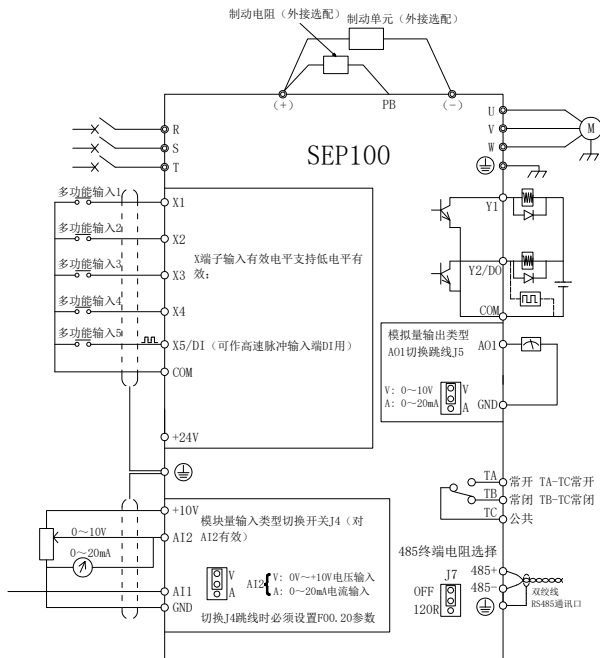 制动电阻（外接选配）
制动单元（外接选配）
(+)
PB
(-)
R
S
T
SEP100
U
V
W
M
多功能输入1
X1
多功能输入2
X2
多功能输入3
X3
多功能输入4
X4
多功能输入5
X5/DI（可作高速脉冲输入端DI用）
COM
X端子输入有效电平支持低电平有
效;
+24V
Y1
Y2/DO
COM
模拟量输出类型
AO1切换跳线J5
V: 0～10V
A: 0～20mA
V
A
AO1
GND
TA
常开 TA-TC常开
TB
常闭 TB-TC常闭
TC
公共
+10V
0～10V
AI2
0～20mA
AI1
GND
模块量输入类型切换开关J4（对
AI2有效）
V
A
AI2
V: 0V～+10V电压输入
A: 0～20mA电流输入
切换J4跳线时必须设置F00.20参数
485终端电阻选择
J7
OFF
120R
485+
485-
双绞线
RS485通讯口